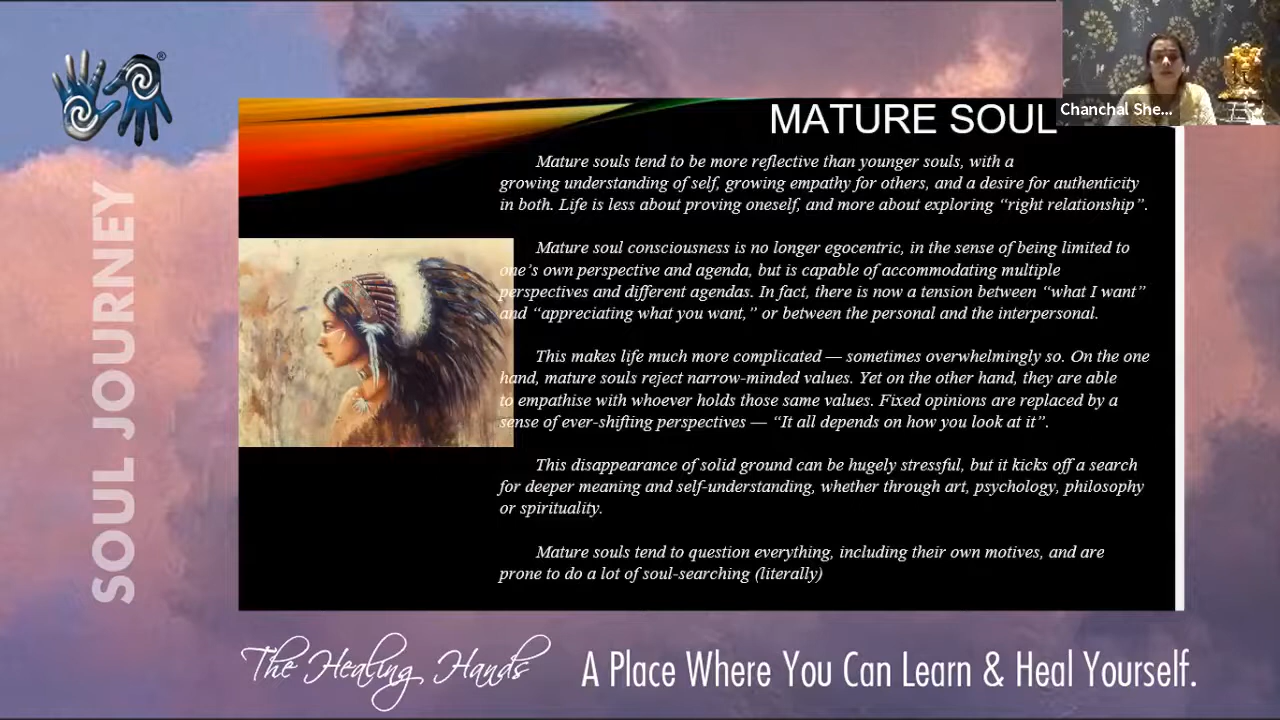 MATURE SOUL
Chanchal She...
Mature souls tend to be more reflective than younger souls, with a
growing understanding of self, growing empathy for others, and a desire for authenticity
in both. Life is less about proving oneself, and more about exploring “right relationship”.
Mature soul consciousness is no longer egocentric, in the sense of being limited to
one’s own perspective and agenda, but is capable of accommodating multiple
perspectives and different agendas. In fact, there is now a tension between “what I want”
and “appreciating what you want,” or between the personal and the interpersonal.
This makes life much more complicated — sometimes overwhelmingly so. On the one
hand, mature souls reject narrow-minded values. Yet on the other hand, they are able
to empathise with whoever holds those same values. Fixed opinions are replaced by a
sense of ever-shifting perspectives — “It all depends on how you look at it”.
This disappearance of solid ground can be hugely stressful, but it kicks off a search
for deeper meaning and self-understanding, whether through art, psychology, philosophy
or spirituality.
Mature souls tend to question everything, including their own motives, and are
prone to do a lot of soul-searching (literally)
SOUL JOURNEY
®
The Healing Hands
A Place Where You Can Learn & Heal Yourself.